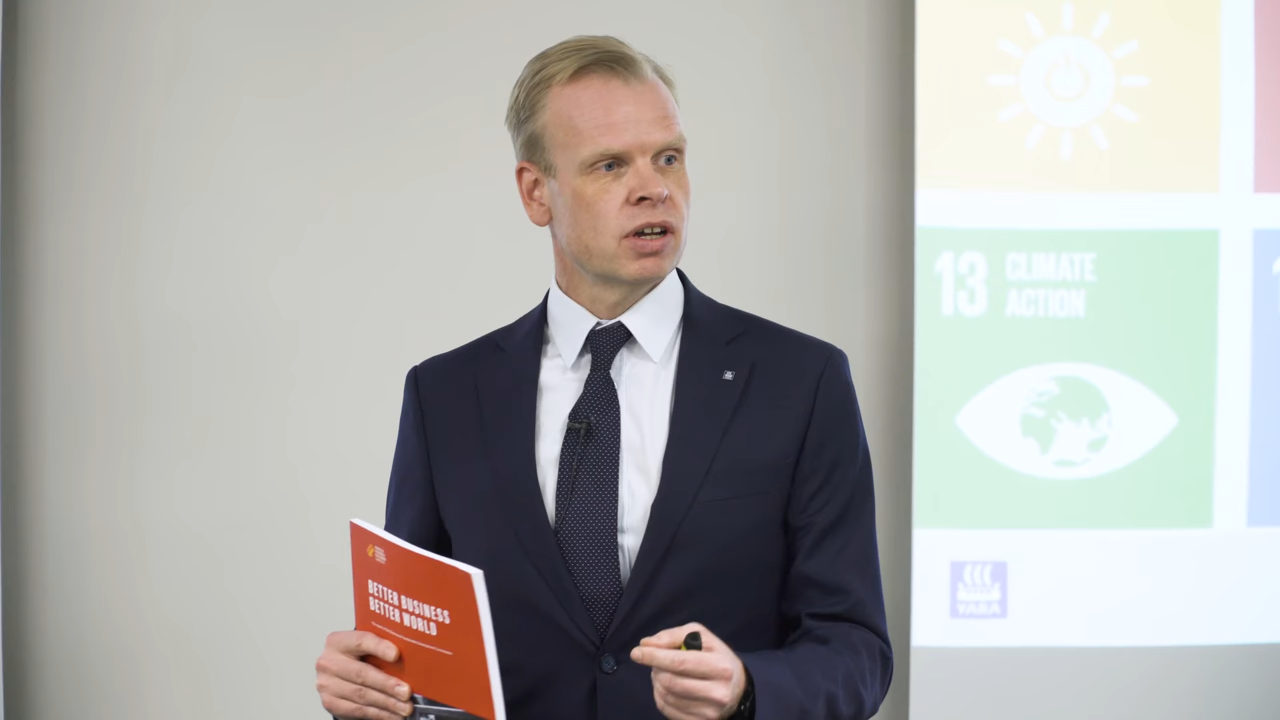 13 CLIMATE
ACTION
YARA
BETTER BUSINESS
BETTER WORLD